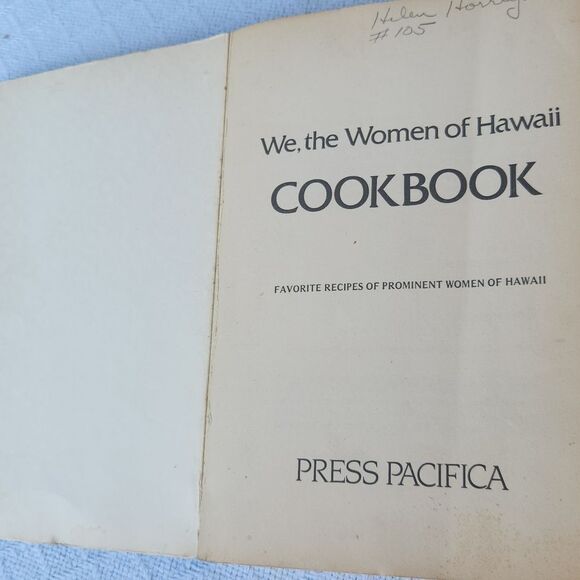 Helen
#105
We, the Women of Hawaii
COOKBOOK
FAVORITE RECIPES OF PROMINENT WOMEN OF HAWAII
PRESS PACIFICA